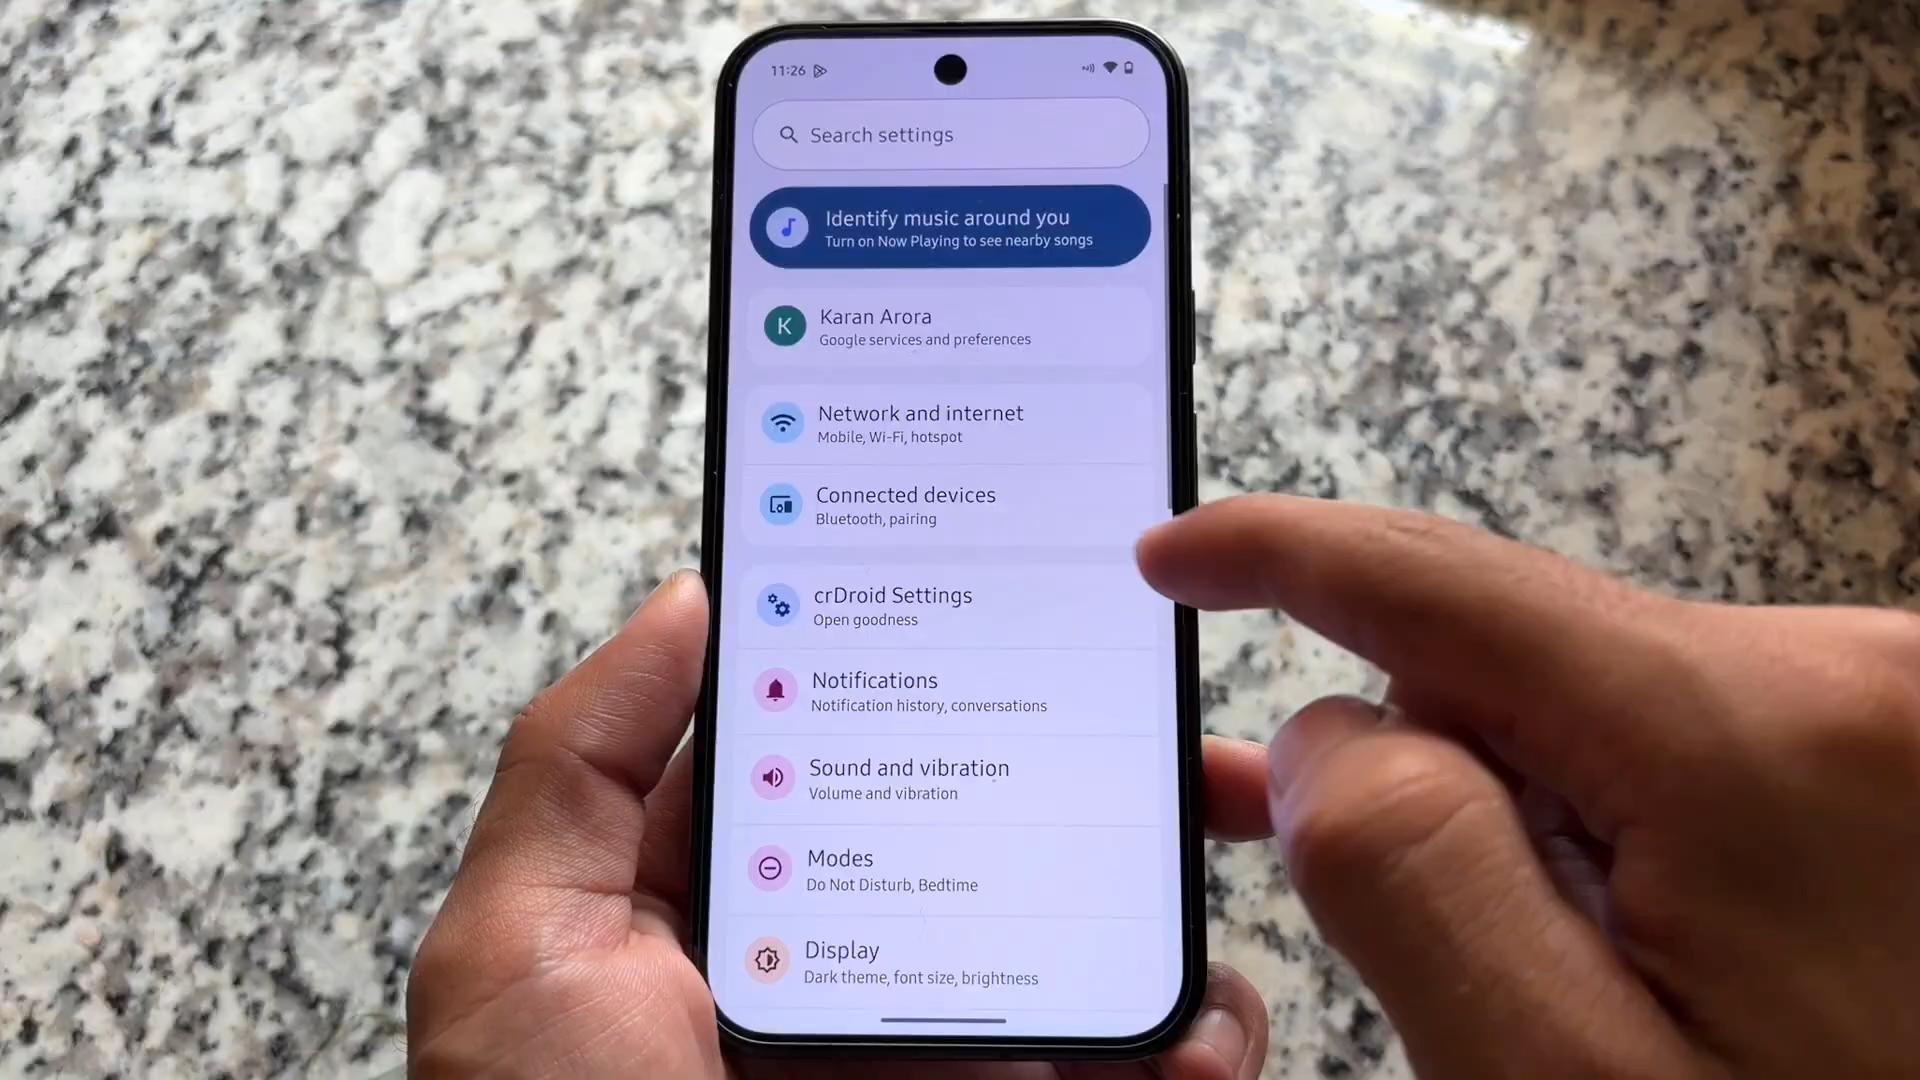 11:26
Search settings
Identify music around you
Turn on Now Playing to see nearby songs
K
Karan Arora
Google services and preferences
Network and internet
Mobile, Wi-Fi, hotspot
Connected devices
Bluetooth, pairing
crDroid Settings
Open goodness
Notifications
Notification history, conversations
Sound and vibration
Volume and vibration
Modes
Do Not Disturb, Bedtime
Display
Dark theme, font size, brightness